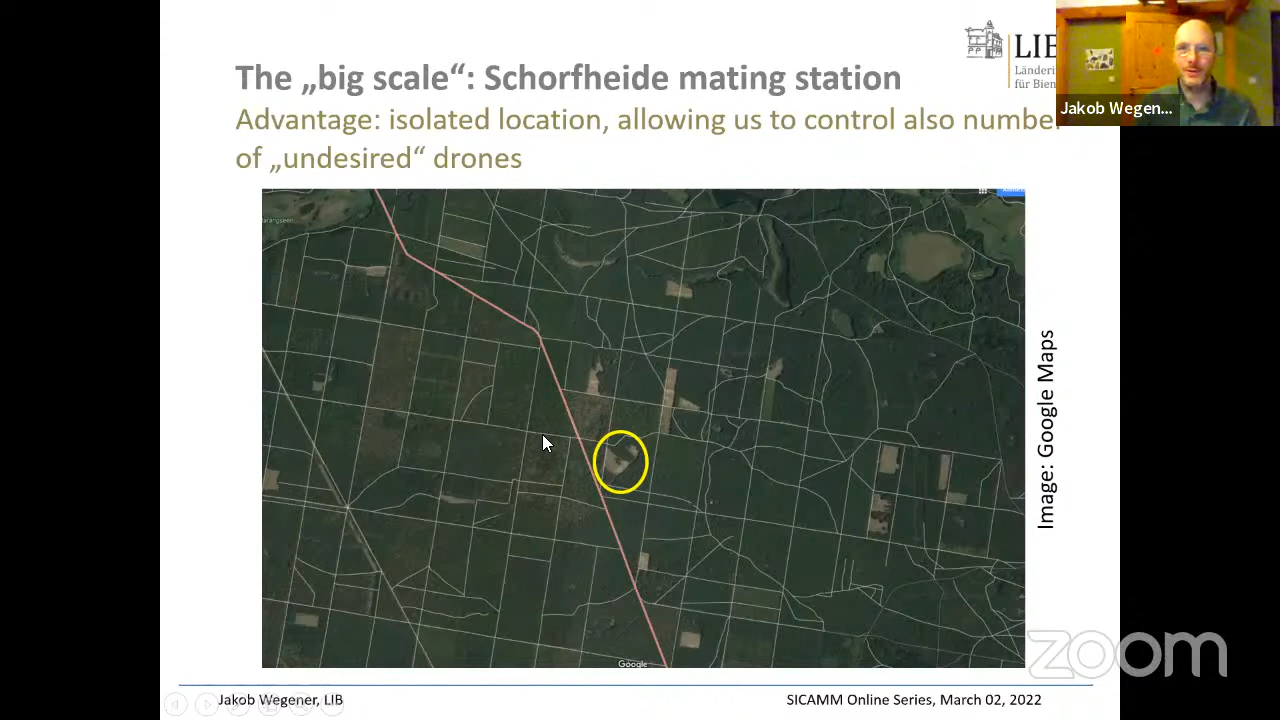 The „big scale“: Schorfheide mating station
LIB
Länderi
für Bien
Advantage: isolated location, allowing us to control also number
of „undesired“ drones
Jakob Wegen...
Image: Google Maps
Google
zoom
Jakob Wegener, LIB
SICAMM Online Series, March 02, 2022